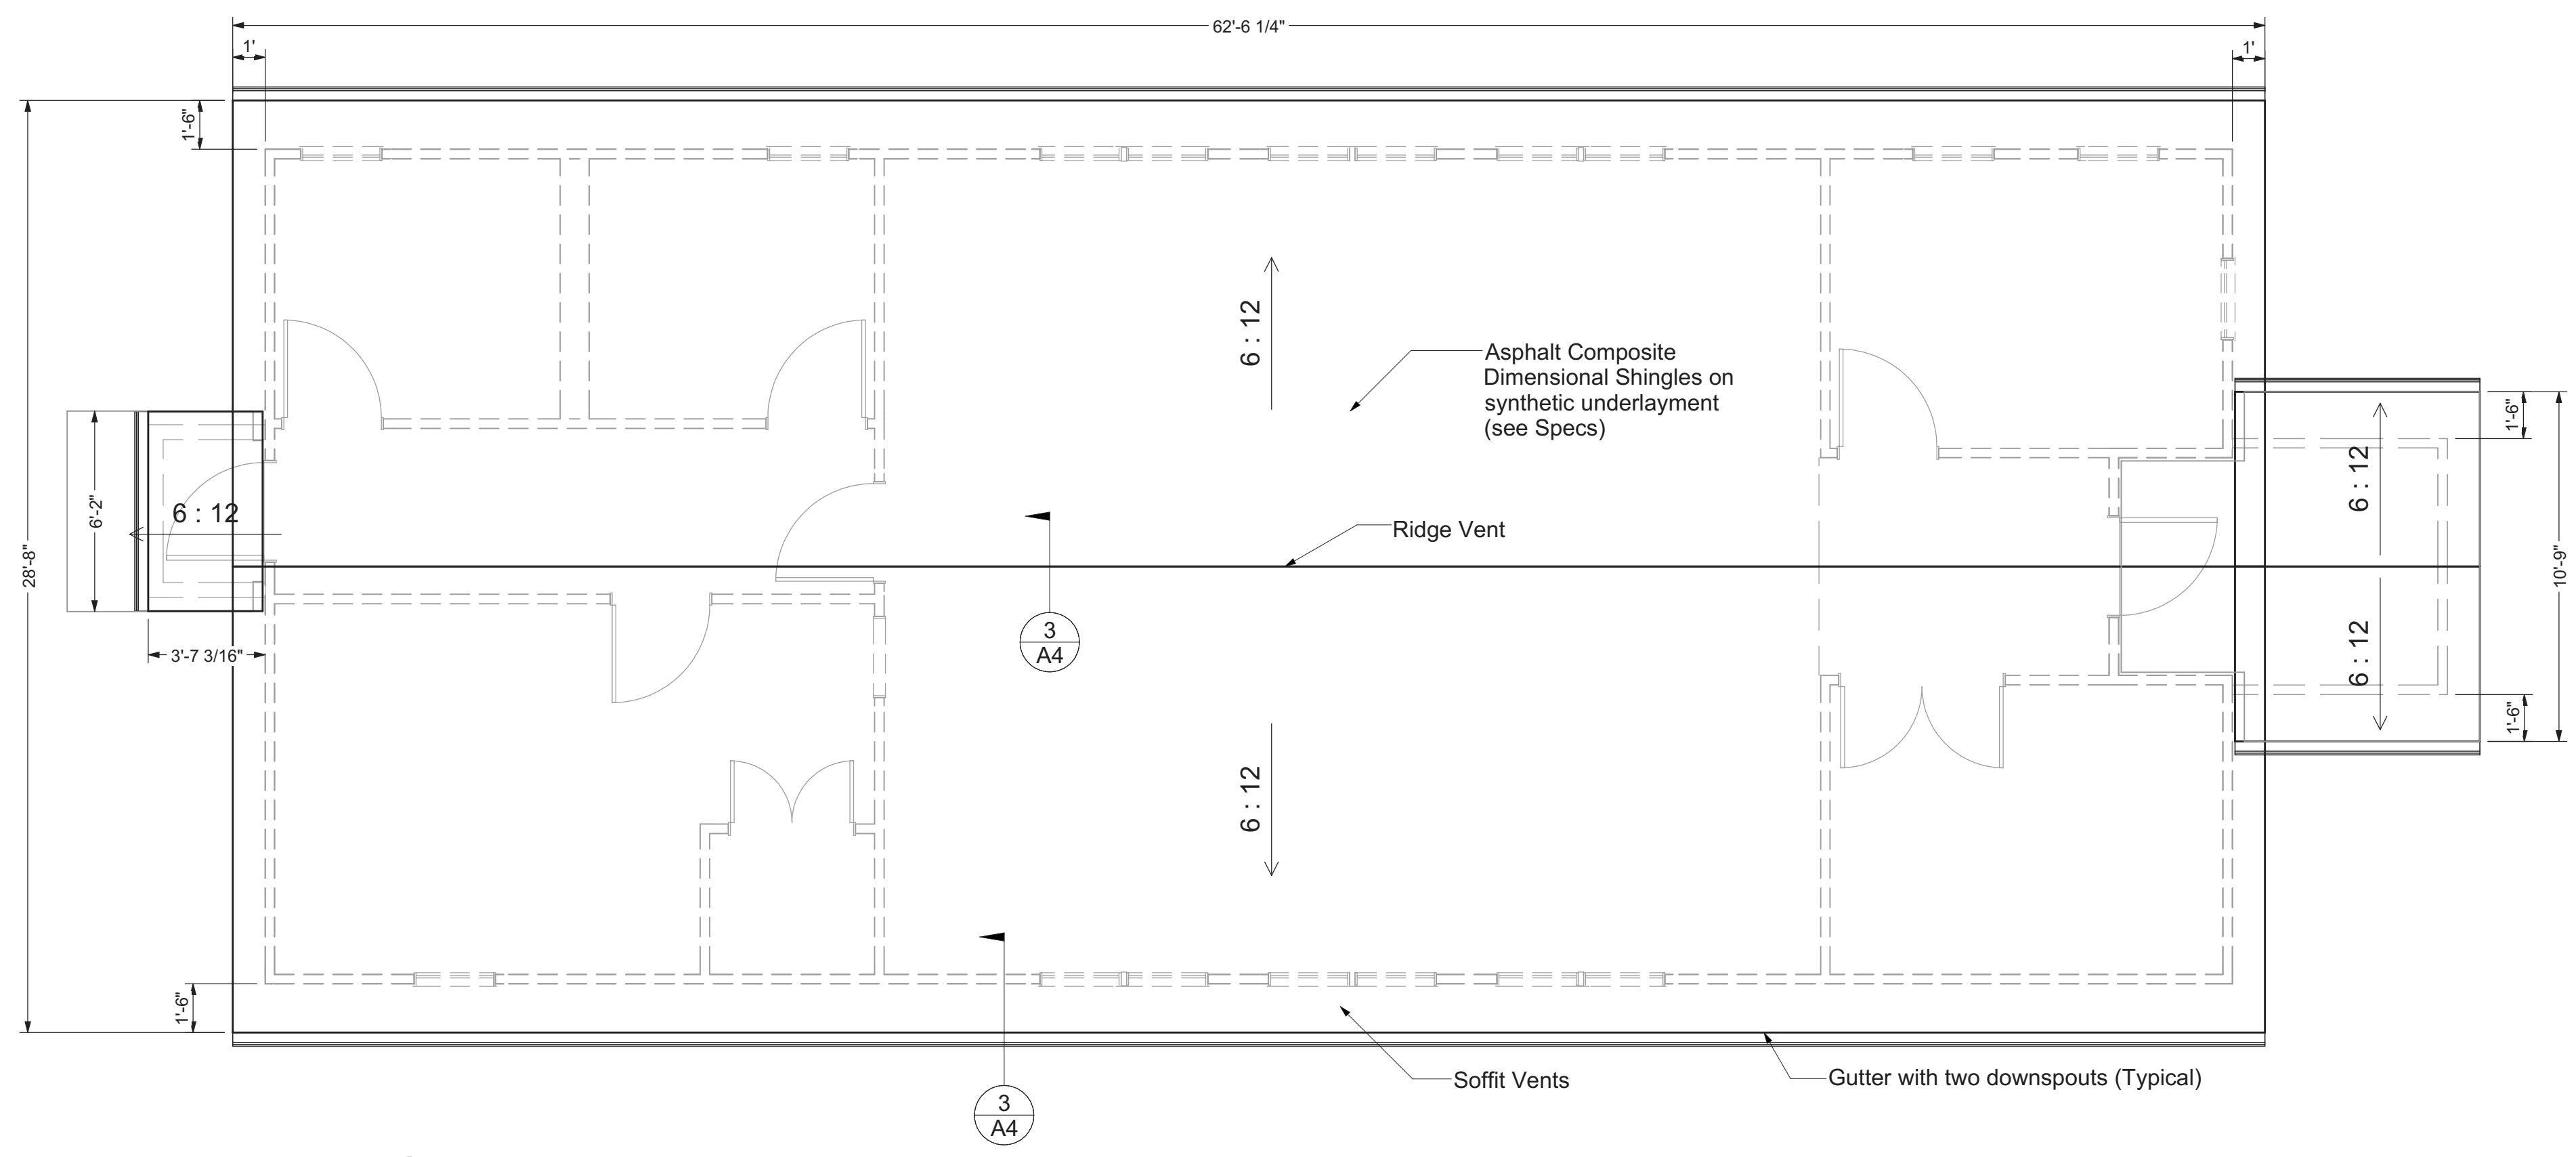 62'-6 1/4"
1'
1'
1'-6"
6 : 12
Asphalt Composite
Dimensional Shingles on
synthetic underlayment
(see Specs)
1'-6"
6 : 12
6 : 12
6'-2"
Ridge Vent
28'-8"
10'-9"
3
A4
3'-7 3/16"
6 : 12
1'-6"
6 : 12
1'-6"
Soffit Vents
Gutter with two downspouts (Typical)
3
A4